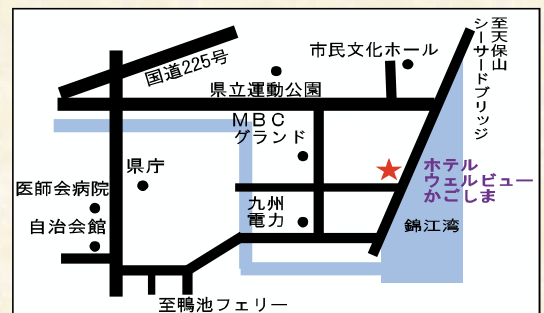 至天保山
シーサードブリッジ
国道225号
市民文化ホール
県立運動公園
MBC
グランド
県庁
ホテル
ウェルビュー
かごしま
医師会病院
九州
電力
自治会館
錦江湾
至鴨池フェリー